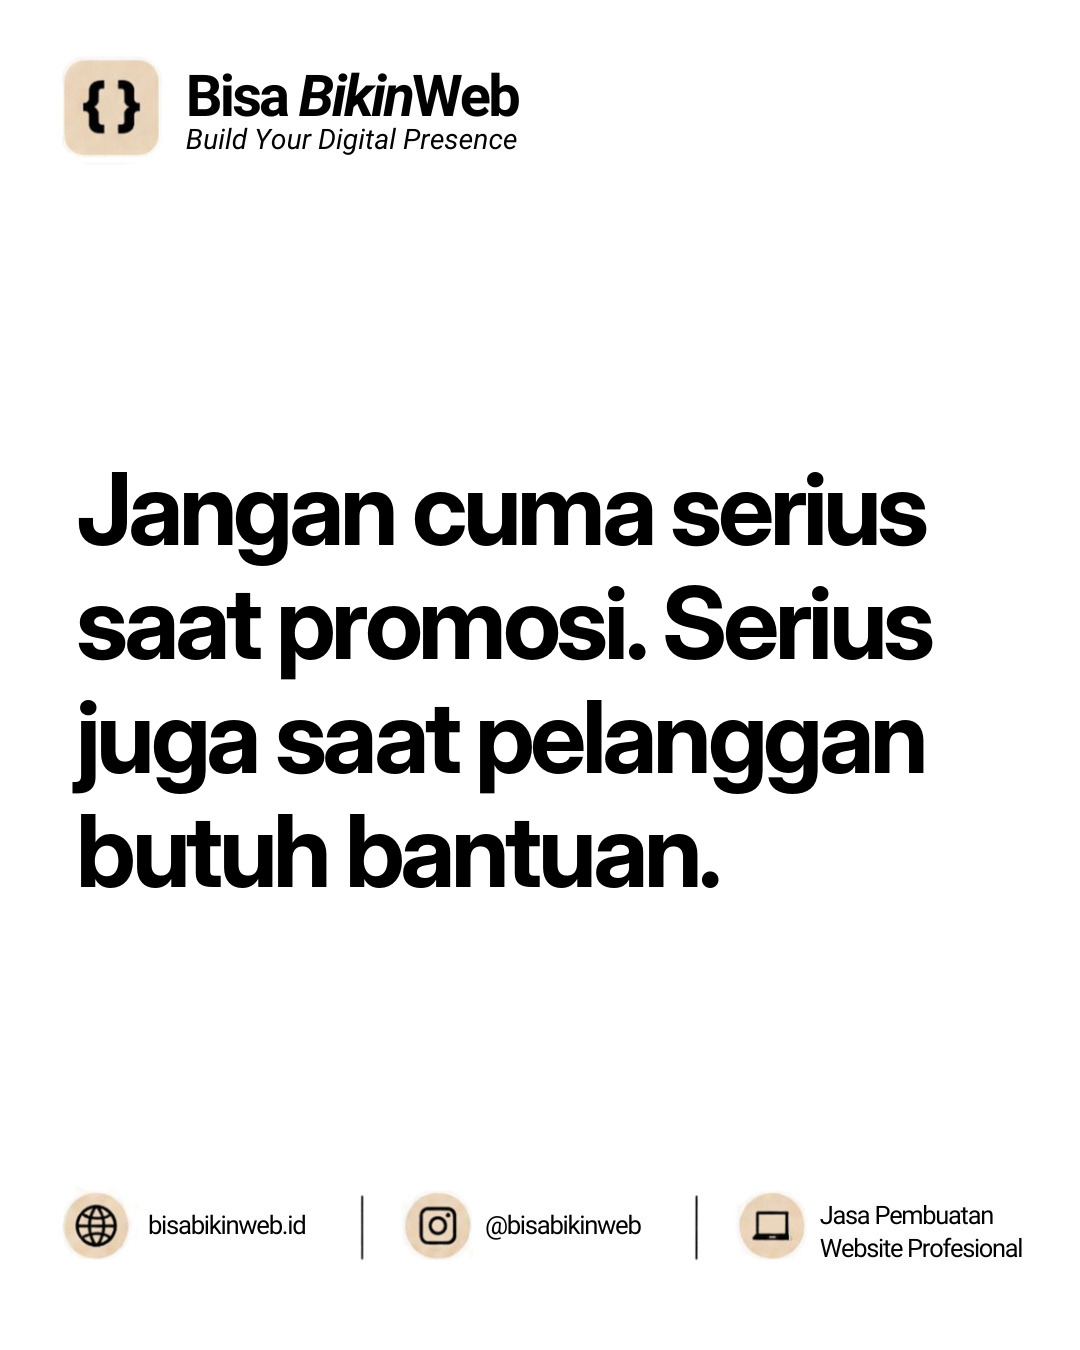 { }
Bisa BikinWeb
Build Your Digital Presence
Jangan cuma serius
saat promosi. Serius
juga saat pelanggan
butuh bantuan.
bisabikinweb.id
@bisabikinweb
Jasa Pembuatan
Website Profesional